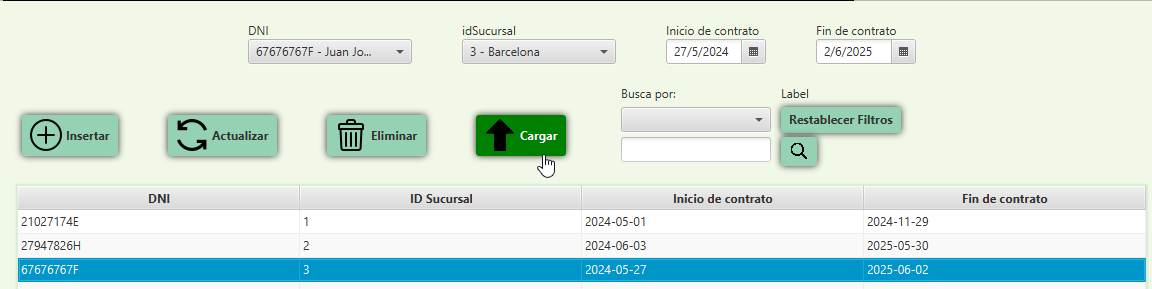 DNI idSucursal Inicio de contrato Fin de contrato
67676767F - Juan Jo... 3 - Barcelona 27/5/2024 2/6/2025
Busca por: Label
Insertar Actualizar Eliminar Cargar Restablecer Filtros
DNI ID Sucursal Inicio de contrato Fin de contrato
21027174E 1 2024-05-01 2024-11-29
27947826H 2 2024-06-03 2025-05-30
67676767F 3 2024-05-27 2025-06-02